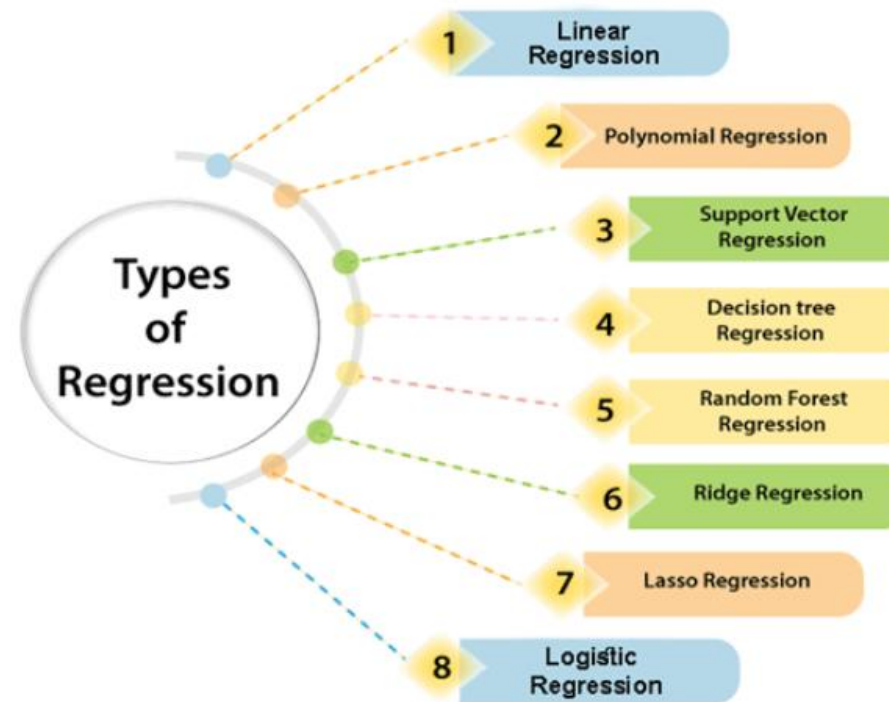 1
Linear
Regression
2
Polynomial Regression
3
Support Vector
Regression
Types
of
Regression
4
Decision tree
Regression
5
Random Forest
Regression
6
Ridge Regression
7
Lasso Regression
8
Logistic
Regression